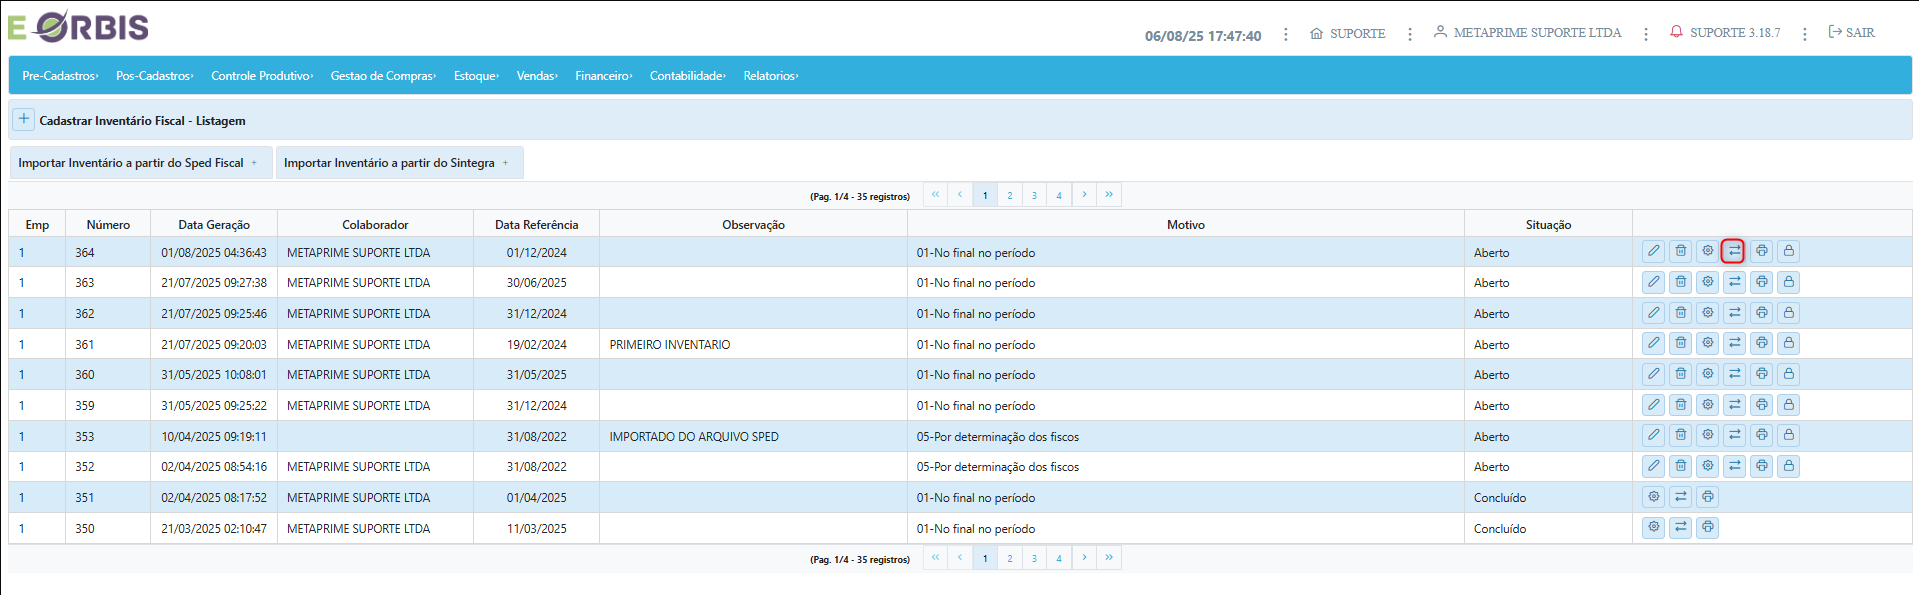 E ORBIS
06/08/25 17:47:40 SUPORTE METAPRIME SUPORTE LTDA SUPORTE 3.18.7 SAIR
Pre-Cadastros› Pos-Cadastros› Controle Produtivo› Gestao de Compras› Estoque› Vendas› Financeiro› Contabilidade› Relatorios›
+ Cadastrar Inventário Fiscal - Listagem
Importar Inventário a partir do Sped Fiscal + Importar Inventário a partir do Sintegra +
(Pag. 1/4 - 35 registros) « ‹ 1 2 3 4 › »
Emp Número Data Geração Colaborador Data Referência Observação Motivo Situação
1 364 01/08/2025 04:36:43 METAPRIME SUPORTE LTDA 01/12/2024 01-No final no período Aberto
1 363 21/07/2025 09:27:38 METAPRIME SUPORTE LTDA 30/06/2025 01-No final no período Aberto
1 362 21/07/2025 09:25:46 METAPRIME SUPORTE LTDA 31/12/2024 01-No final no período Aberto
1 361 21/07/2025 09:20:03 METAPRIME SUPORTE LTDA 19/02/2024 PRIMEIRO INVENTARIO 01-No final no período Aberto
1 360 31/05/2025 10:08:01 METAPRIME SUPORTE LTDA 31/05/2025 01-No final no período Aberto
1 359 31/05/2025 09:25:22 METAPRIME SUPORTE LTDA 31/12/2024 01-No final no período Aberto
1 353 10/04/2025 09:19:11 31/08/2022 IMPORTADO DO ARQUIVO SPED 05-Por determinação dos fiscos Aberto
1 352 02/04/2025 08:54:16 METAPRIME SUPORTE LTDA 31/08/2022 05-Por determinação dos fiscos Aberto
1 351 02/04/2025 08:17:52 METAPRIME SUPORTE LTDA 01/04/2025 01-No final no período Concluído
1 350 21/03/2025 02:10:47 METAPRIME SUPORTE LTDA 11/03/2025 01-No final no período Concluído
(Pag. 1/4 - 35 registros) « ‹ 1 2 3 4 › »